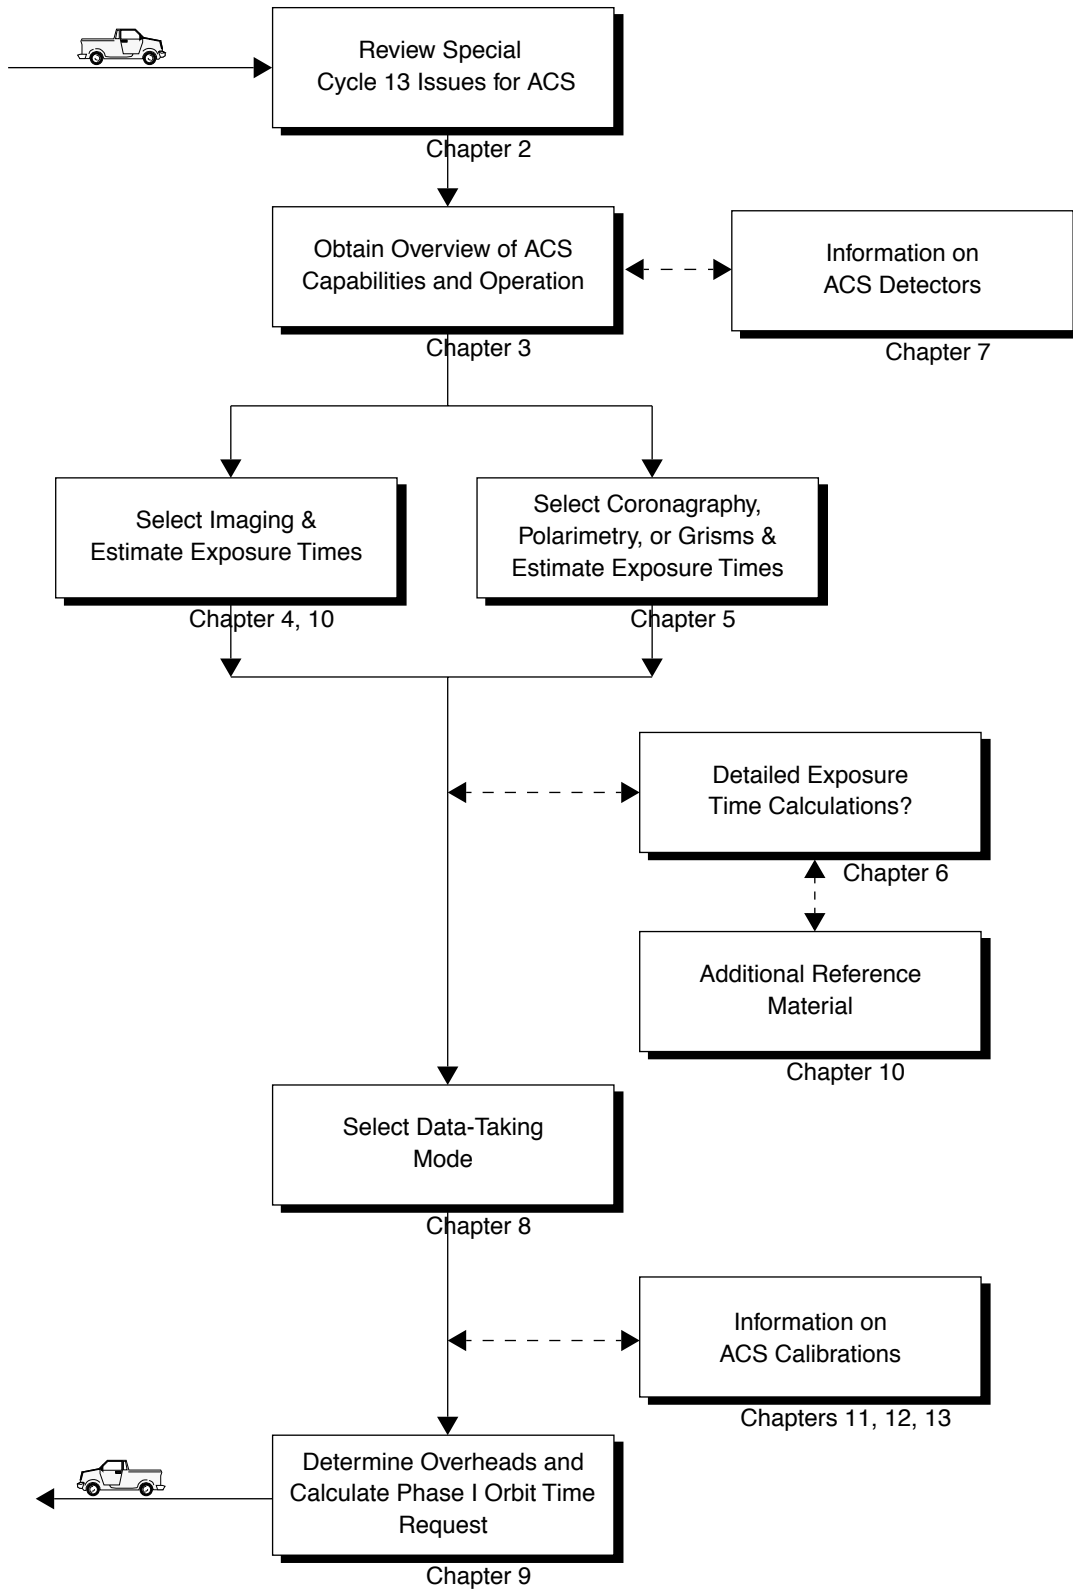 Review Special
Cycle 13 Issues for ACS
Chapter 2
Obtain Overview of ACS
Capabilities and Operation
Chapter 3
Information on
ACS Detectors
Chapter 7
Select Imaging &
Estimate Exposure Times
Chapter 4, 10
Select Coronagraphy,
Polarimetry, or Grisms &
Estimate Exposure Times
Chapter 5
Detailed Exposure
Time Calculations?
Chapter 6
Additional Reference
Material
Chapter 10
Select Data-Taking
Mode
Chapter 8
Information on
ACS Calibrations
Chapters 11, 12, 13
Determine Overheads and
Calculate Phase I Orbit Time
Request
Chapter 9